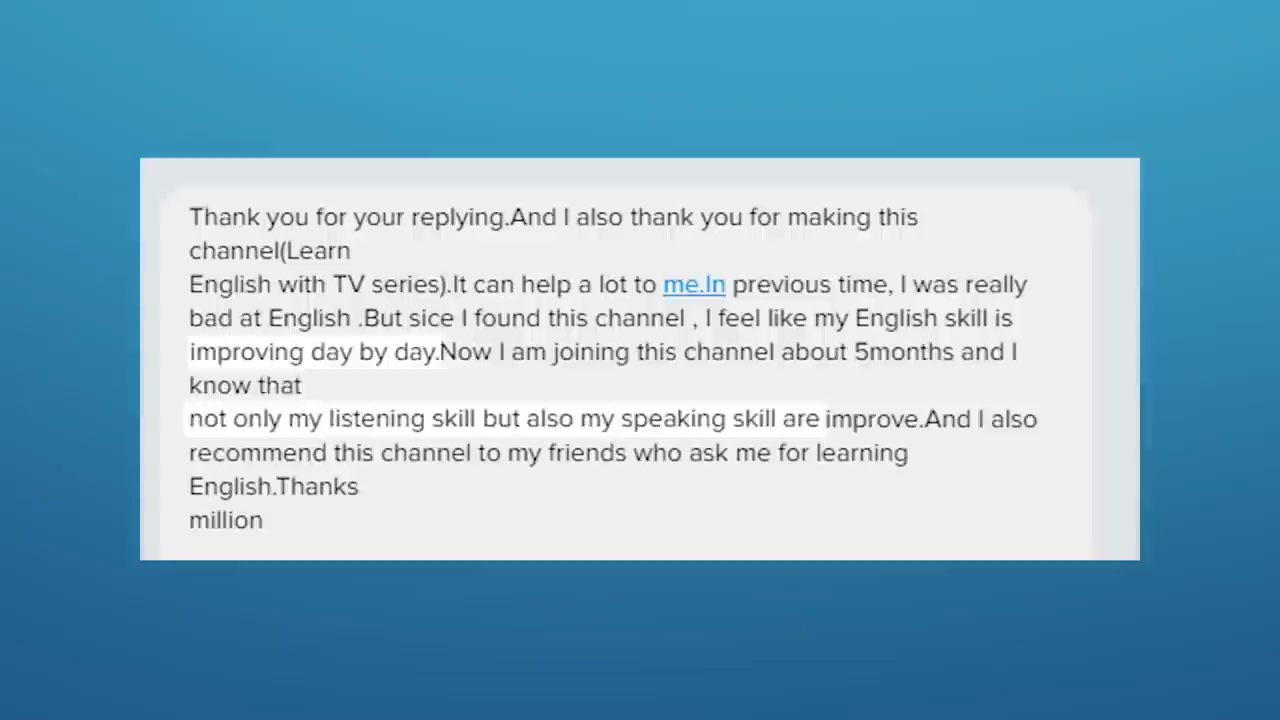 Thank you for your replying.And I also thank you for making this
channel(Learn
English with TV series).It can help a lot to me.In previous time, I was really
bad at English .But sice I found this channel , I feel like my English skill is
improving day by day.Now I am joining this channel about 5months and I
know that
not only my listening skill but also my speaking skill are improve.And I also
recommend this channel to my friends who ask me for learning
English.Thanks
million